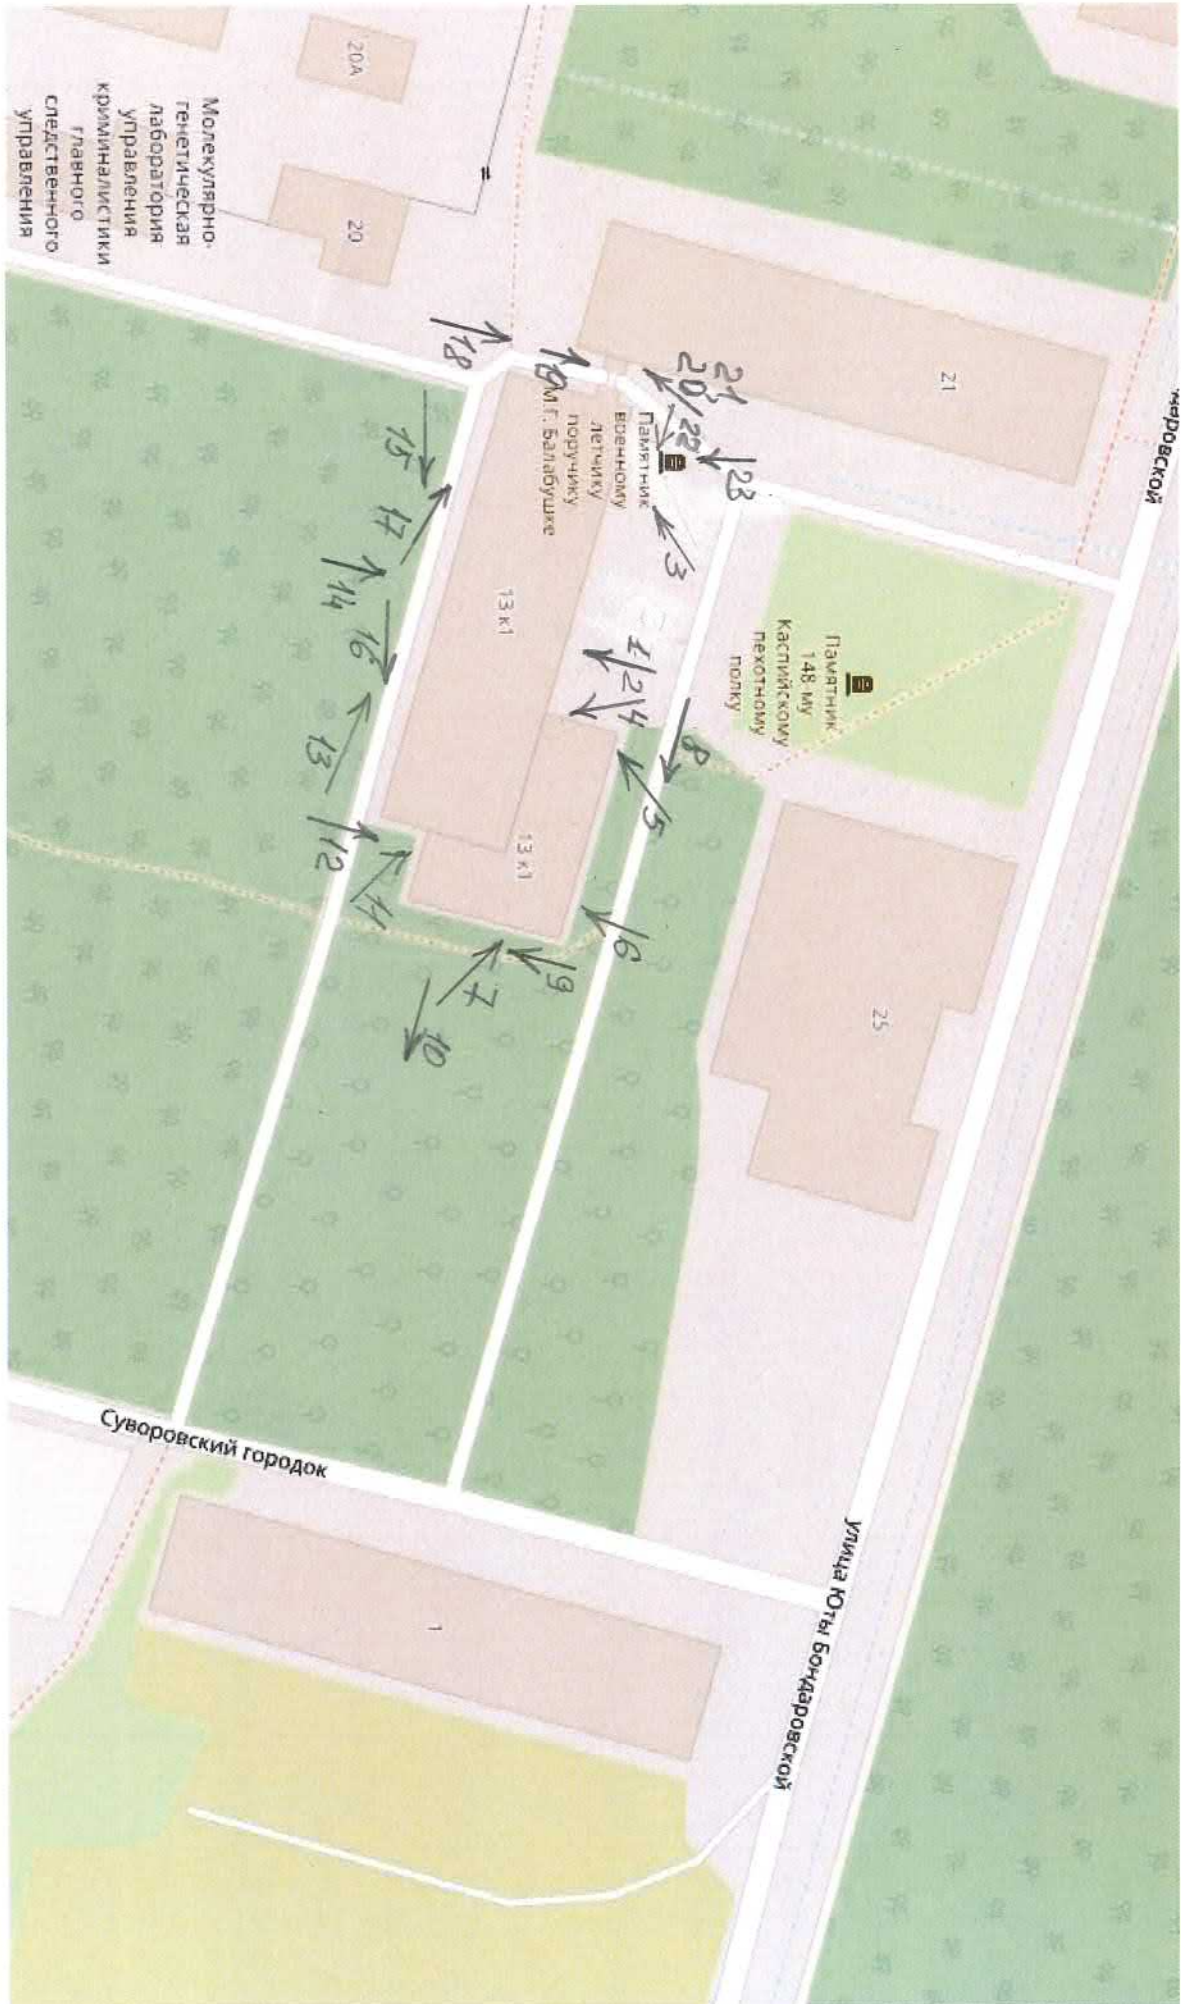 20А
Молекулярно-
генетическая
лаборатория
управления
криминалистики
главного
следственного
управления
20
21
Памятник
военному
летчику
поручику
М.Г. Балабушке
Памятник
148-му
Каспийскому
пехотному
полку
13 к1
13 к1
25
1
Суворовский городок
улица Юты Бондаровской
ровской
1
2
3
4
5
6
7
8
9
10
11
12
13
14
15
16
17
18
19
20
21
22
23